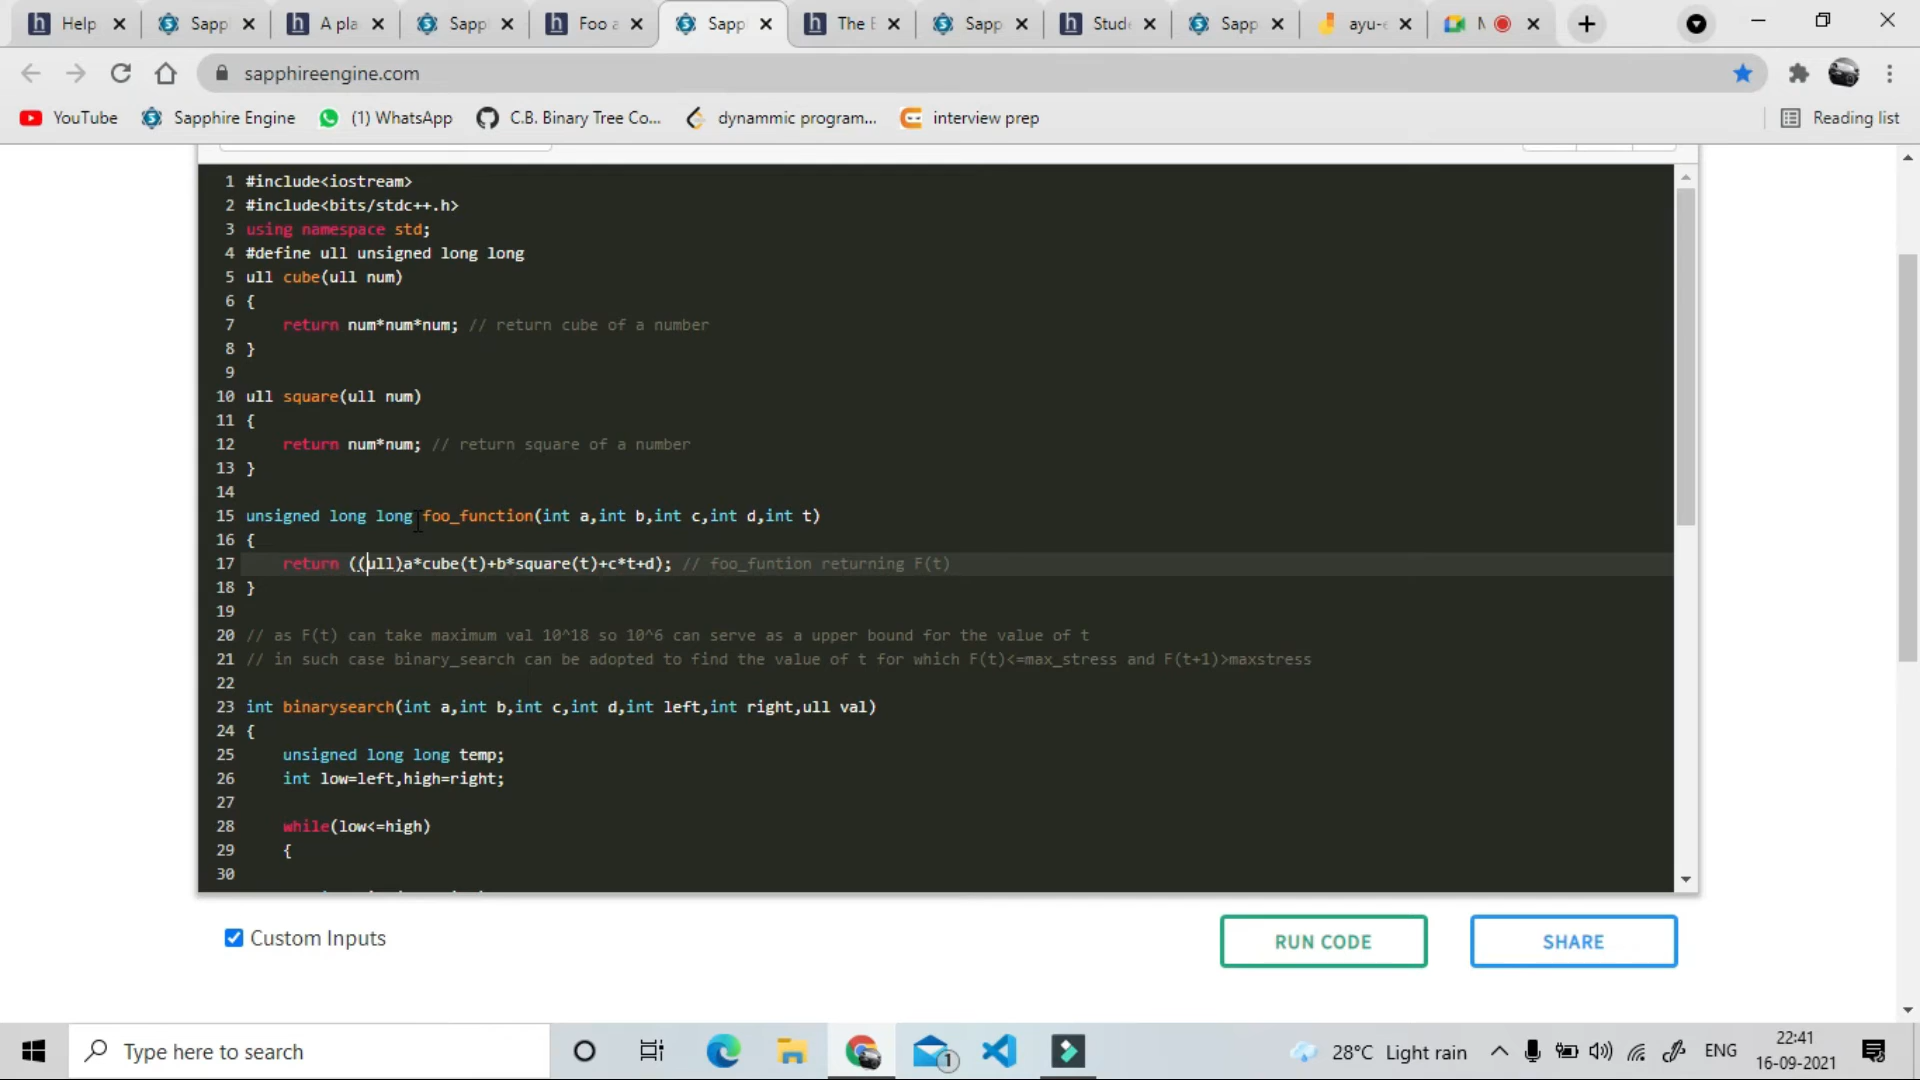 Help
Sapp
A pla
Sapp
Foo a
Sapp
The E
Sapp
Stud
Sapp
ayu-e
M
sapphireengine.com
YouTube
Sapphire Engine
(1) WhatsApp
C.B. Binary Tree Co...
dynammic program...
interview prep
Reading list
1 #include<iostream>
2 #include<bits/stdc++.h>
3 using namespace std;
4 #define ull unsigned long long
5 ull cube(ull num)
6 {
7 return num*num*num; // return cube of a number
8 }
9
10 ull square(ull num)
11 {
12 return num*num; // return square of a number
13 }
14
15 unsigned long long foo_function(int a,int b,int c,int d,int t)
16 {
17 return ((ull)a*cube(t)+b*square(t)+c*t+d); // foo_funtion returning F(t)
18 }
19
20 // as F(t) can take maximum val 10^18 so 10^6 can serve as a upper bound for the value of t
21 // in such case binary_search can be adopted to find the value of t for which F(t)<=max_stress and F(t+1)>maxstress
22
23 int binarysearch(int a,int b,int c,int d,int left,int right,ull val)
24 {
25 unsigned long long temp;
26 int low=left,high=right;
27
28 while(low<=high)
29 {
30
Custom Inputs
RUN CODE
SHARE
Type here to search
1
28°C Light rain
ENG
22:41
16-09-2021